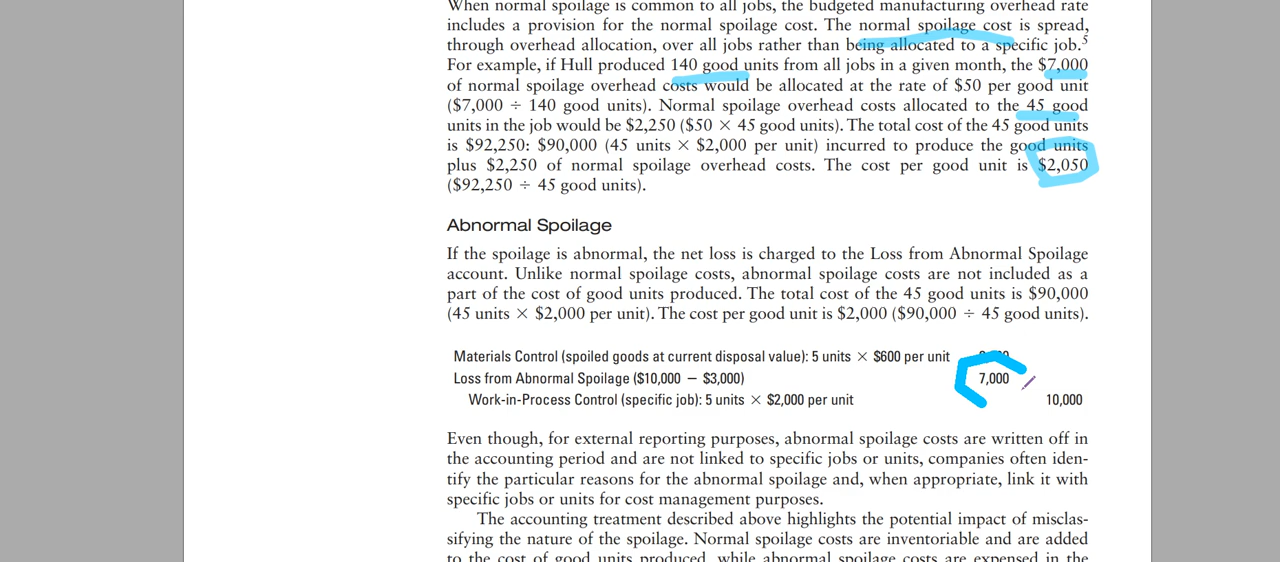 When normal spoilage is common to all jobs, the budgeted manufacturing overhead rate
includes a provision for the normal spoilage cost. The normal spoilage cost is spread,
through overhead allocation, over all jobs rather than being allocated to a specific job.⁵
For example, if Hull produced 140 good units from all jobs in a given month, the $7,000
of normal spoilage overhead costs would be allocated at the rate of $50 per good unit
($7,000 ÷ 140 good units). Normal spoilage overhead costs allocated to the 45 good
units in the job would be $2,250 ($50 × 45 good units). The total cost of the 45 good units
is $92,250: $90,000 (45 units × $2,000 per unit) incurred to produce the good units
plus $2,250 of normal spoilage overhead costs. The cost per good unit is $2,050
($92,250 ÷ 45 good units).
Abnormal Spoilage
If the spoilage is abnormal, the net loss is charged to the Loss from Abnormal Spoilage
account. Unlike normal spoilage costs, abnormal spoilage costs are not included as a
part of the cost of good units produced. The total cost of the 45 good units is $90,000
(45 units × $2,000 per unit). The cost per good unit is $2,000 ($90,000 ÷ 45 good units).
Materials Control (spoiled goods at current disposal value): 5 units × $600 per unit
Loss from Abnormal Spoilage ($10,000 − $3,000) 7,000
Work-in-Process Control (specific job): 5 units × $2,000 per unit 10,000
Even though, for external reporting purposes, abnormal spoilage costs are written off in
the accounting period and are not linked to specific jobs or units, companies often iden-
tify the particular reasons for the abnormal spoilage and, when appropriate, link it with
specific jobs or units for cost management purposes.
The accounting treatment described above highlights the potential impact of misclas-
sifying the nature of the spoilage. Normal spoilage costs are inventoriable and are added
to the cost of good units produced, while abnormal spoilage costs are expensed in the